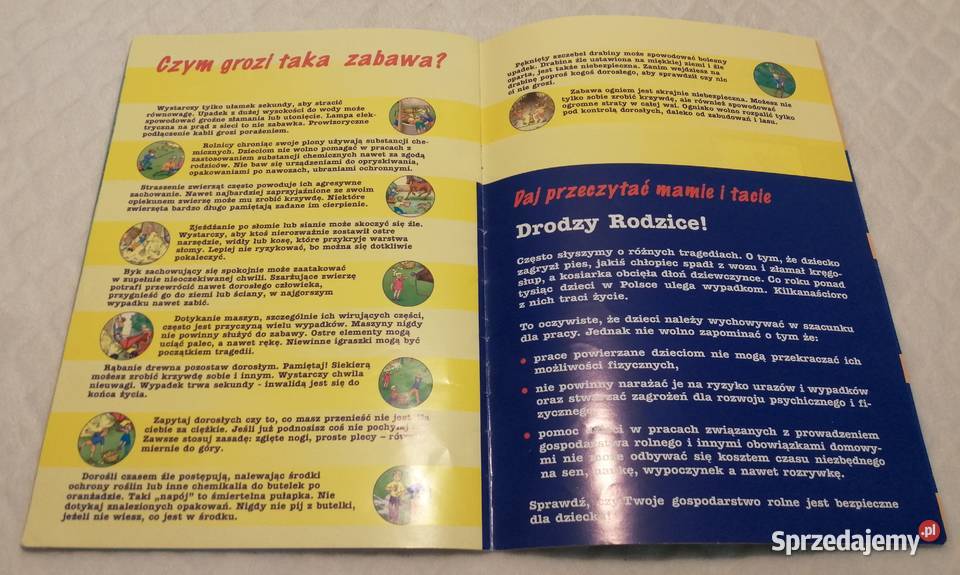 Czym grozi taka zabawa?
Wystarczy tylko ułamek sekundy, aby stracić
równowagę. Upadek z dużej wysokości do wody może
spowodować groźne złamania lub utonięcie. Lampa elek-
tryczna na prąd z sieci to nie zabawka. Prowizoryczne
podłączenie kabli grozi porażeniem.
Rolnicy chroniąc swoje plony używają substancji che-
micznych. Dzieciom nie wolno pomagać w pracach z
zastosowaniem substancji chemicznych nawet za zgodą
rodziców. Nie baw się urządzeniami do opryskiwania,
opakowaniami po nawozach, ubraniami ochronnymi.
Straszenie zwierząt często powoduje ich agresywne
zachowanie. Nawet najbardziej zaprzyjaźnione ze swoim
opiekunem zwierzę może mu zrobić krzywdę. Niektóre
zwierzęta bardzo długo pamiętają zadane im cierpienie.
Zjeżdżanie po słomie lub sianie może skoczyć się źle.
Wystarczy, aby ktoś nierozważnie zostawił ostre
narzędzie, widły lub kosę, które przykryje warstwa
słomy. Lepiej nie ryzykować, bo można się dotkliwie
pokaleczyć.
Byk zachowujący się spokojnie może zaatakować
w zupełnie nieoczekiwanej chwili. Szarżujące zwierzę
potrafi przewrócić nawet dorosłego człowieka,
przygnieść go do ziemi lub ściany, w najgorszym
wypadku nawet zabić.
Dotykanie maszyn, szczególnie ich wirujących części,
często jest przyczyną wielu wypadków. Maszyny nigdy
nie powinny służyć do zabawy. Ostre elementy mogą
uciąć palec, a nawet rękę. Niewinne igraszki mogą być
początkiem tragedii.
Rąbanie drewna pozostaw dorosłym. Pamiętaj! Siekierą
możesz zrobić krzywdę sobie i innym. Wystarczy chwila
nieuwagi. Wypadek trwa sekundy - inwalidą jest się do
końca życia.
Zapytaj dorosłych czy to, co masz przenieść nie jest dla
ciebie za ciężkie. Jeśli już podnosisz coś nie pochylaj
Zawsze stosuj zasadę: zgięte nogi, proste plecy –
miernie do góry.
Dorośli czasem źle postępują, nalewając środki
ochrony roślin lub inne chemikalia do butelek po
oranżadzie. Taki „napój” to śmiertelna pułapka. Nie
dotykaj znalezionych opakowań. Nigdy nie pij z butelki,
jeżeli nie wiesz, co jest w środku.
Pęknięty szczebel drabiny może spowodować bolesny
upadek. Drabina źle ustawiona na miękkiej ziemi i źle
oparta, jest także niebezpieczna. Zanim wejdziesz na
drabinę poproś kogoś dorosłego, aby sprawdził czy nic
ci nie grozi.
Zabawa ogniem jest skrajnie niebezpieczna. Możesz nie
tylko sobie zrobić krzywdę, ale również spowodować
ogromne straty w całej wsi. Ognisko wolno rozpalić tylko
pod kontrolą dorosłych, daleko od zabudowań i lasu.
Daj przeczytać mamie i tacie
Drodzy Rodzice!
Często słyszymy o różnych tragediach. O tym, że dziecko
zagryzł pies, jakiś chłopiec spadł z wozu i złamał kręgo-
słup, a kosiarka obcięła dłoń dziewczynce. Co roku ponad
tysiąc dzieci w Polsce ulega wypadkom. Kilkanaścioro
z nich traci życie.
To oczywiste, że dzieci należy wychowywać w szacunku
dla pracy. Jednak nie wolno zapominać o tym że:
• prace powierzane dzieciom nie mogą przekraczać ich
możliwości fizycznych,
• nie powinny narażać je na ryzyko urazów i wypadków
oraz stwarzać zagrożeń dla rozwoju psychicznego i fi-
zycznego
• pomoc dzieci w pracach związanych z prowadzeniem
gospodarstwa rolnego i innymi obowiązkami domowy-
mi nie może odbywać się kosztem czasu niezbędnego
na sen, naukę, wypoczynek a nawet rozrywkę.
Sprawdź, czy Twoje gospodarstwo rolne jest bezpieczne
dla dziecka!
Sprzedajemy.pl